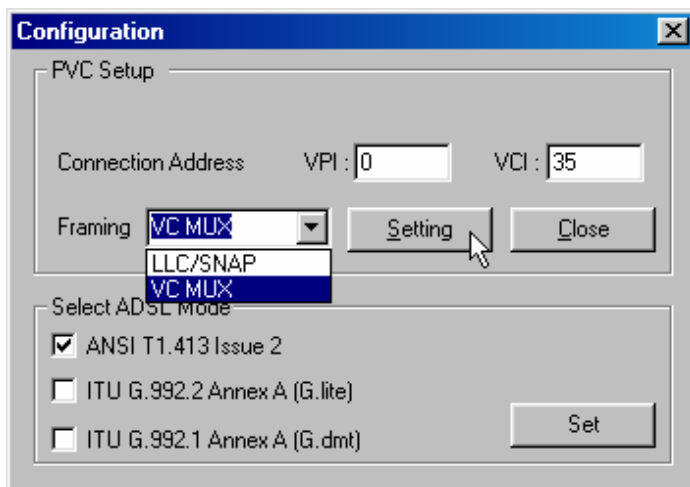 Configuration
PVC Setup
Connection Address VPI : 0 VCI : 35
Framing VC MUX Setting Close
LLC/SNAP
VC MUX
Select ADSL Mode
ANSI T1.413 Issue 2
ITU G.992.2 Annex A (G.lite)
ITU G.992.1 Annex A (G.dmt)
Set